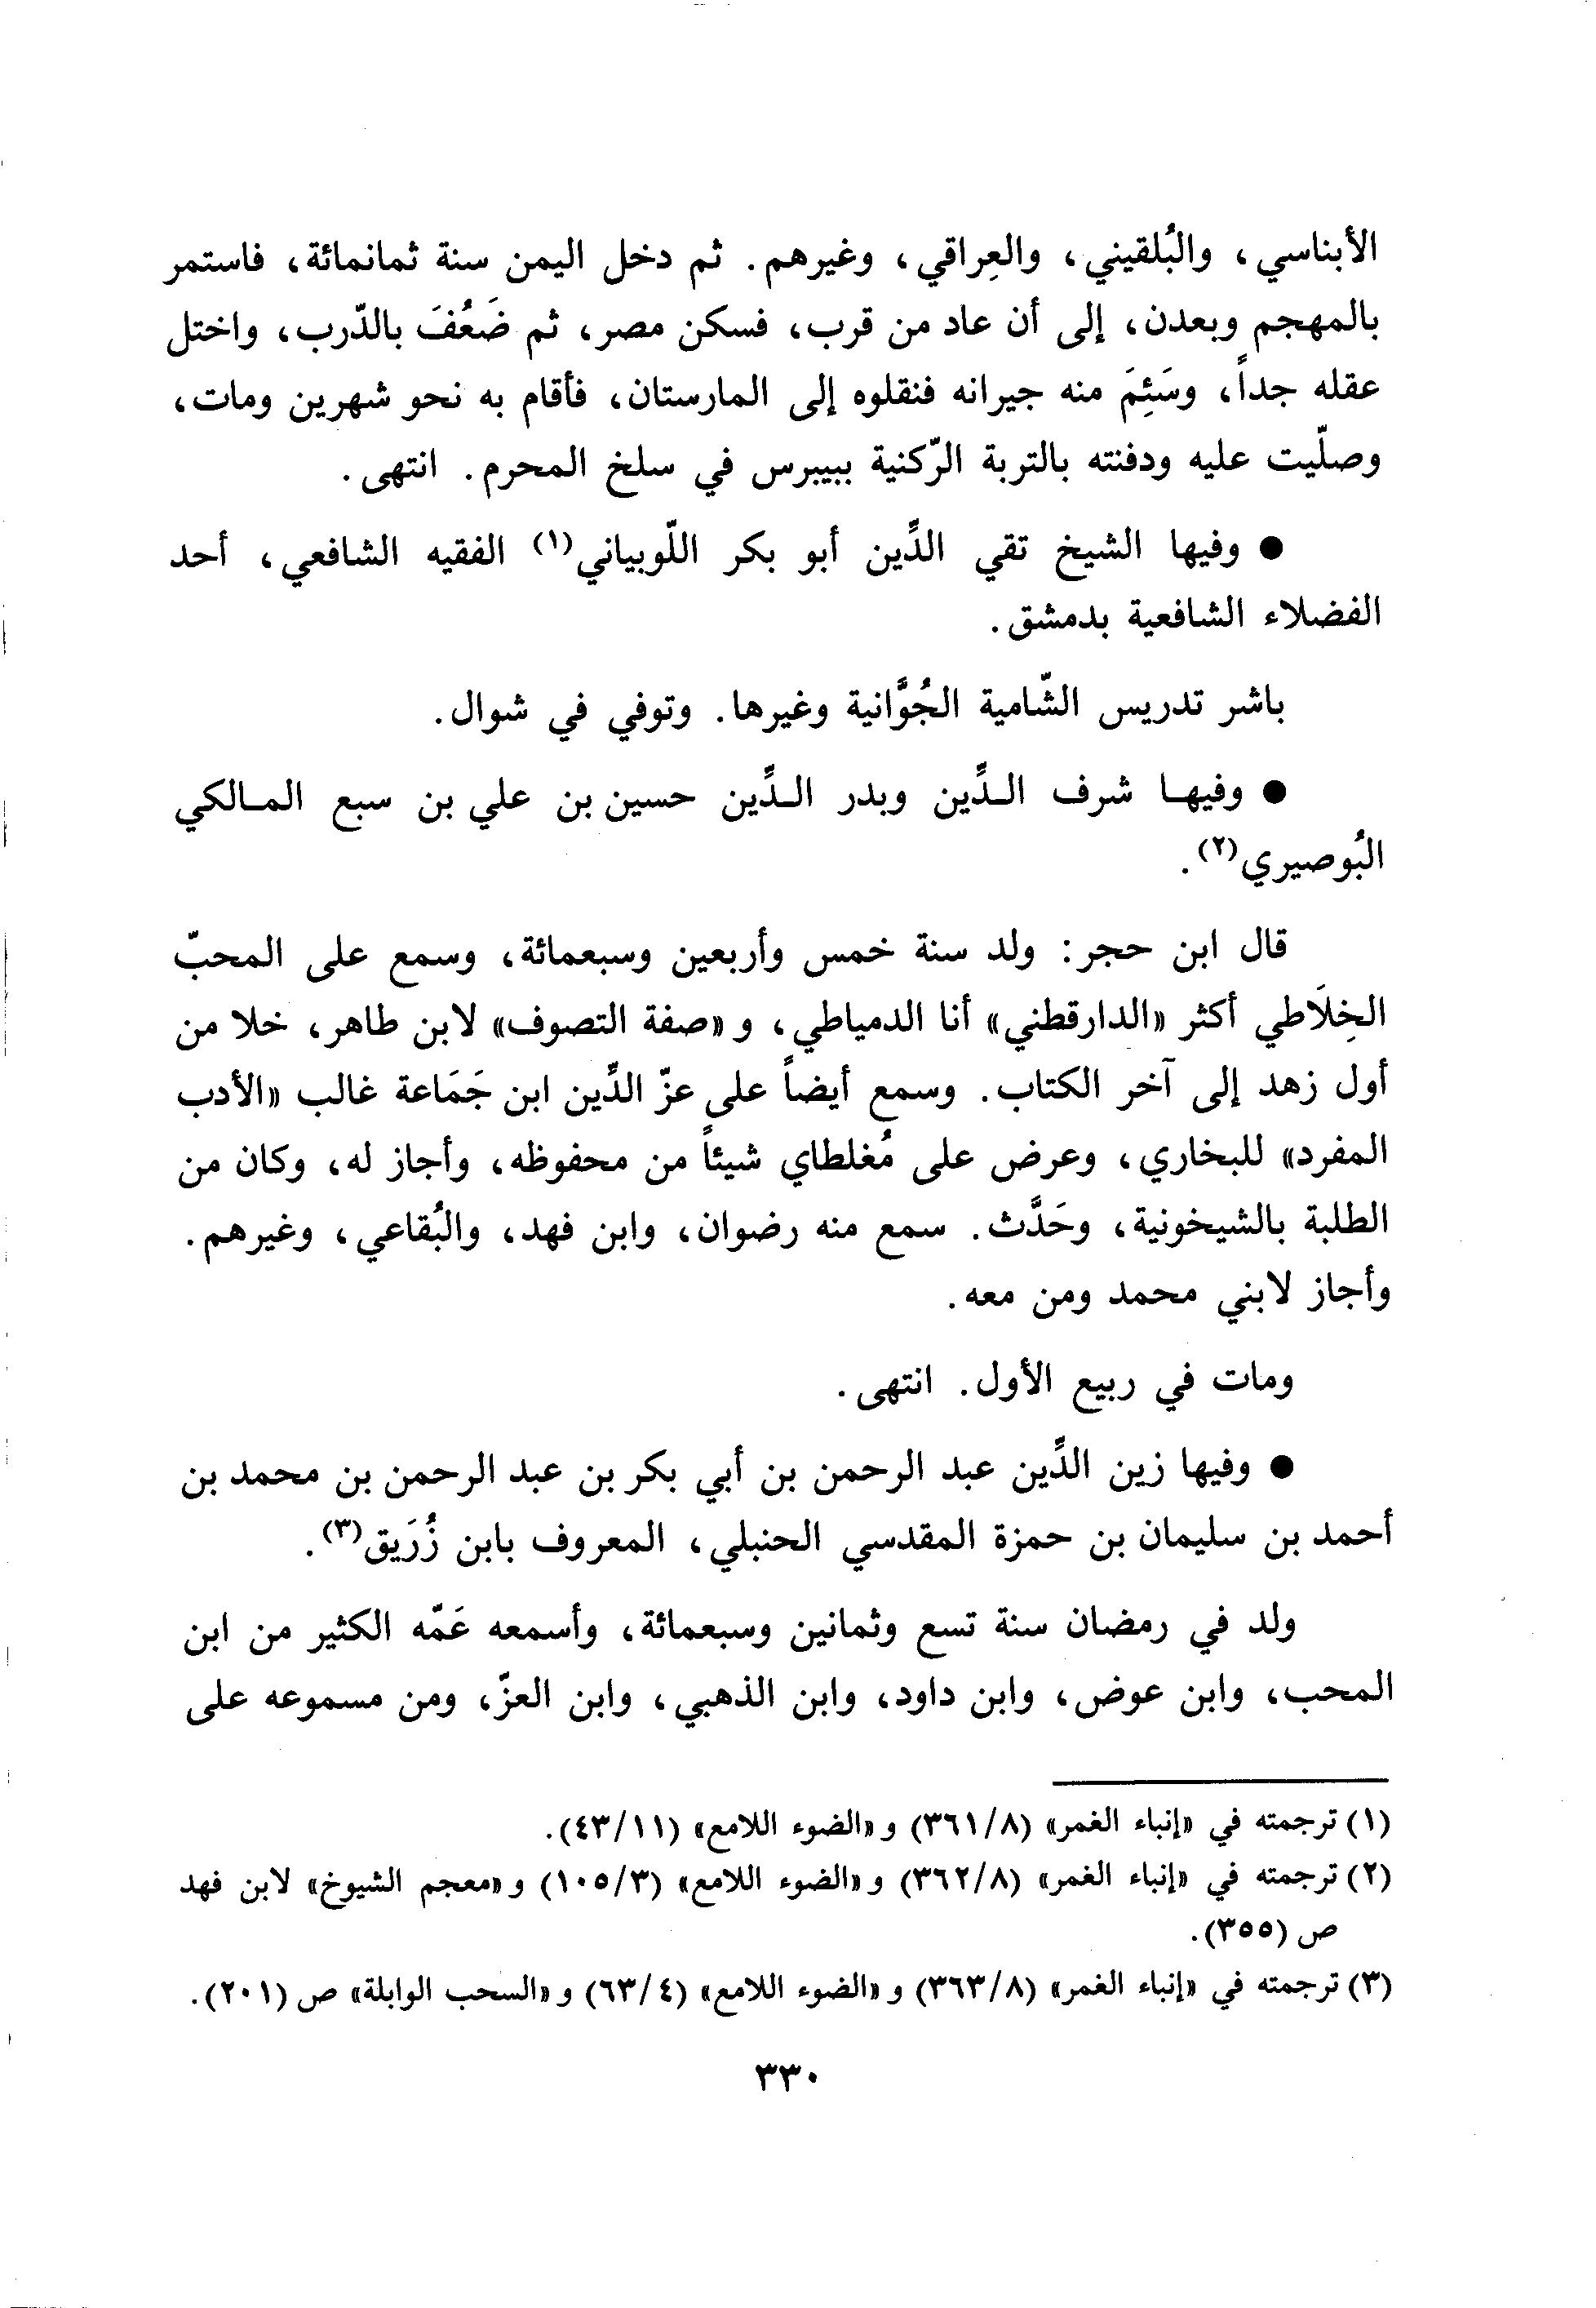 الأبناسي، والبُلقيني، والعِراقي، وغيرهم. ثم دخل اليمن سنة ثمانمائة، فاستمر
بالمهجم وبعدن، إلى أن عاد من قرب، فسكن مصر، ثم ضَعُفَ بالدّرب، واختل
عقله جداً، وسَئِمَ منه جيرانه فنقلوه إلى المارستان، فأقام به نحو شهرين ومات،
وصلّيت عليه ودفنته بالتربة الرّكنية ببيبرس في سلخ المحرم. انتهى.
● وفيها الشيخ تقي الدِّين أبو بكر اللّوبياني(١) الفقيه الشافعي، أحد
الفضلاء الشافعية بدمشق.
باشر تدريس الشّامية الجُوَّانية وغيرها. وتوفي في شوال.
● وفيها شرف الدِّين وبدر الدِّين حسين بن علي بن سبع المالكي
البُوصيري(٢).
قال ابن حجر: ولد سنة خمس وأربعين وسبعمائة، وسمع على المحبّ
الخِلَاطي أكثر «الدارقطني» أنا الدمياطي، و «صفة التصوف» لابن طاهر، خلا من
أول زهد إلى آخر الكتاب. وسمع أيضاً على عزّ الدِّين ابن جَمَاعة غالب «الأدب
المفرد» للبخاري، وعرض على مُغلطاي شيئاً من محفوظه، وأجاز له، وكان من
الطلبة بالشيخونية، وحَدَّث. سمع منه رضوان، وابن فهد، والبُقاعي، وغيرهم.
وأجاز لابني محمد ومن معه.
ومات في ربيع الأول. انتهى.
● وفيها زين الدِّين عبد الرحمن بن أبي بكر بن عبد الرحمن بن محمد بن
أحمد بن سليمان بن حمزة المقدسي الحنبلي، المعروف بابن زُرَيق(٣).
ولد في رمضان سنة تسع وثمانين وسبعمائة، وأسمعه عَمّه الكثير من ابن
المحب، وابن عوض، وابن داود، وابن الذهبي، وابن العزّ، ومن مسموعه على
(١) ترجمته في «إنباء الغمر» (٣٦١/٨) و «الضوء اللامع» (٤٣/١١).
(٢) ترجمته في «إنباء الغمر» (٣٦٢/٨) و «الضوء اللامع» (١٠٥/٣) و «معجم الشيوخ» لابن فهد
ص (٣٥٥).
(٣) ترجمته في «إنباء الغمر» (٣٦٣/٨) و «الضوء اللامع» (٦٣/٤) و «السحب الوابلة» ص (٢٠١).
٣٣٠